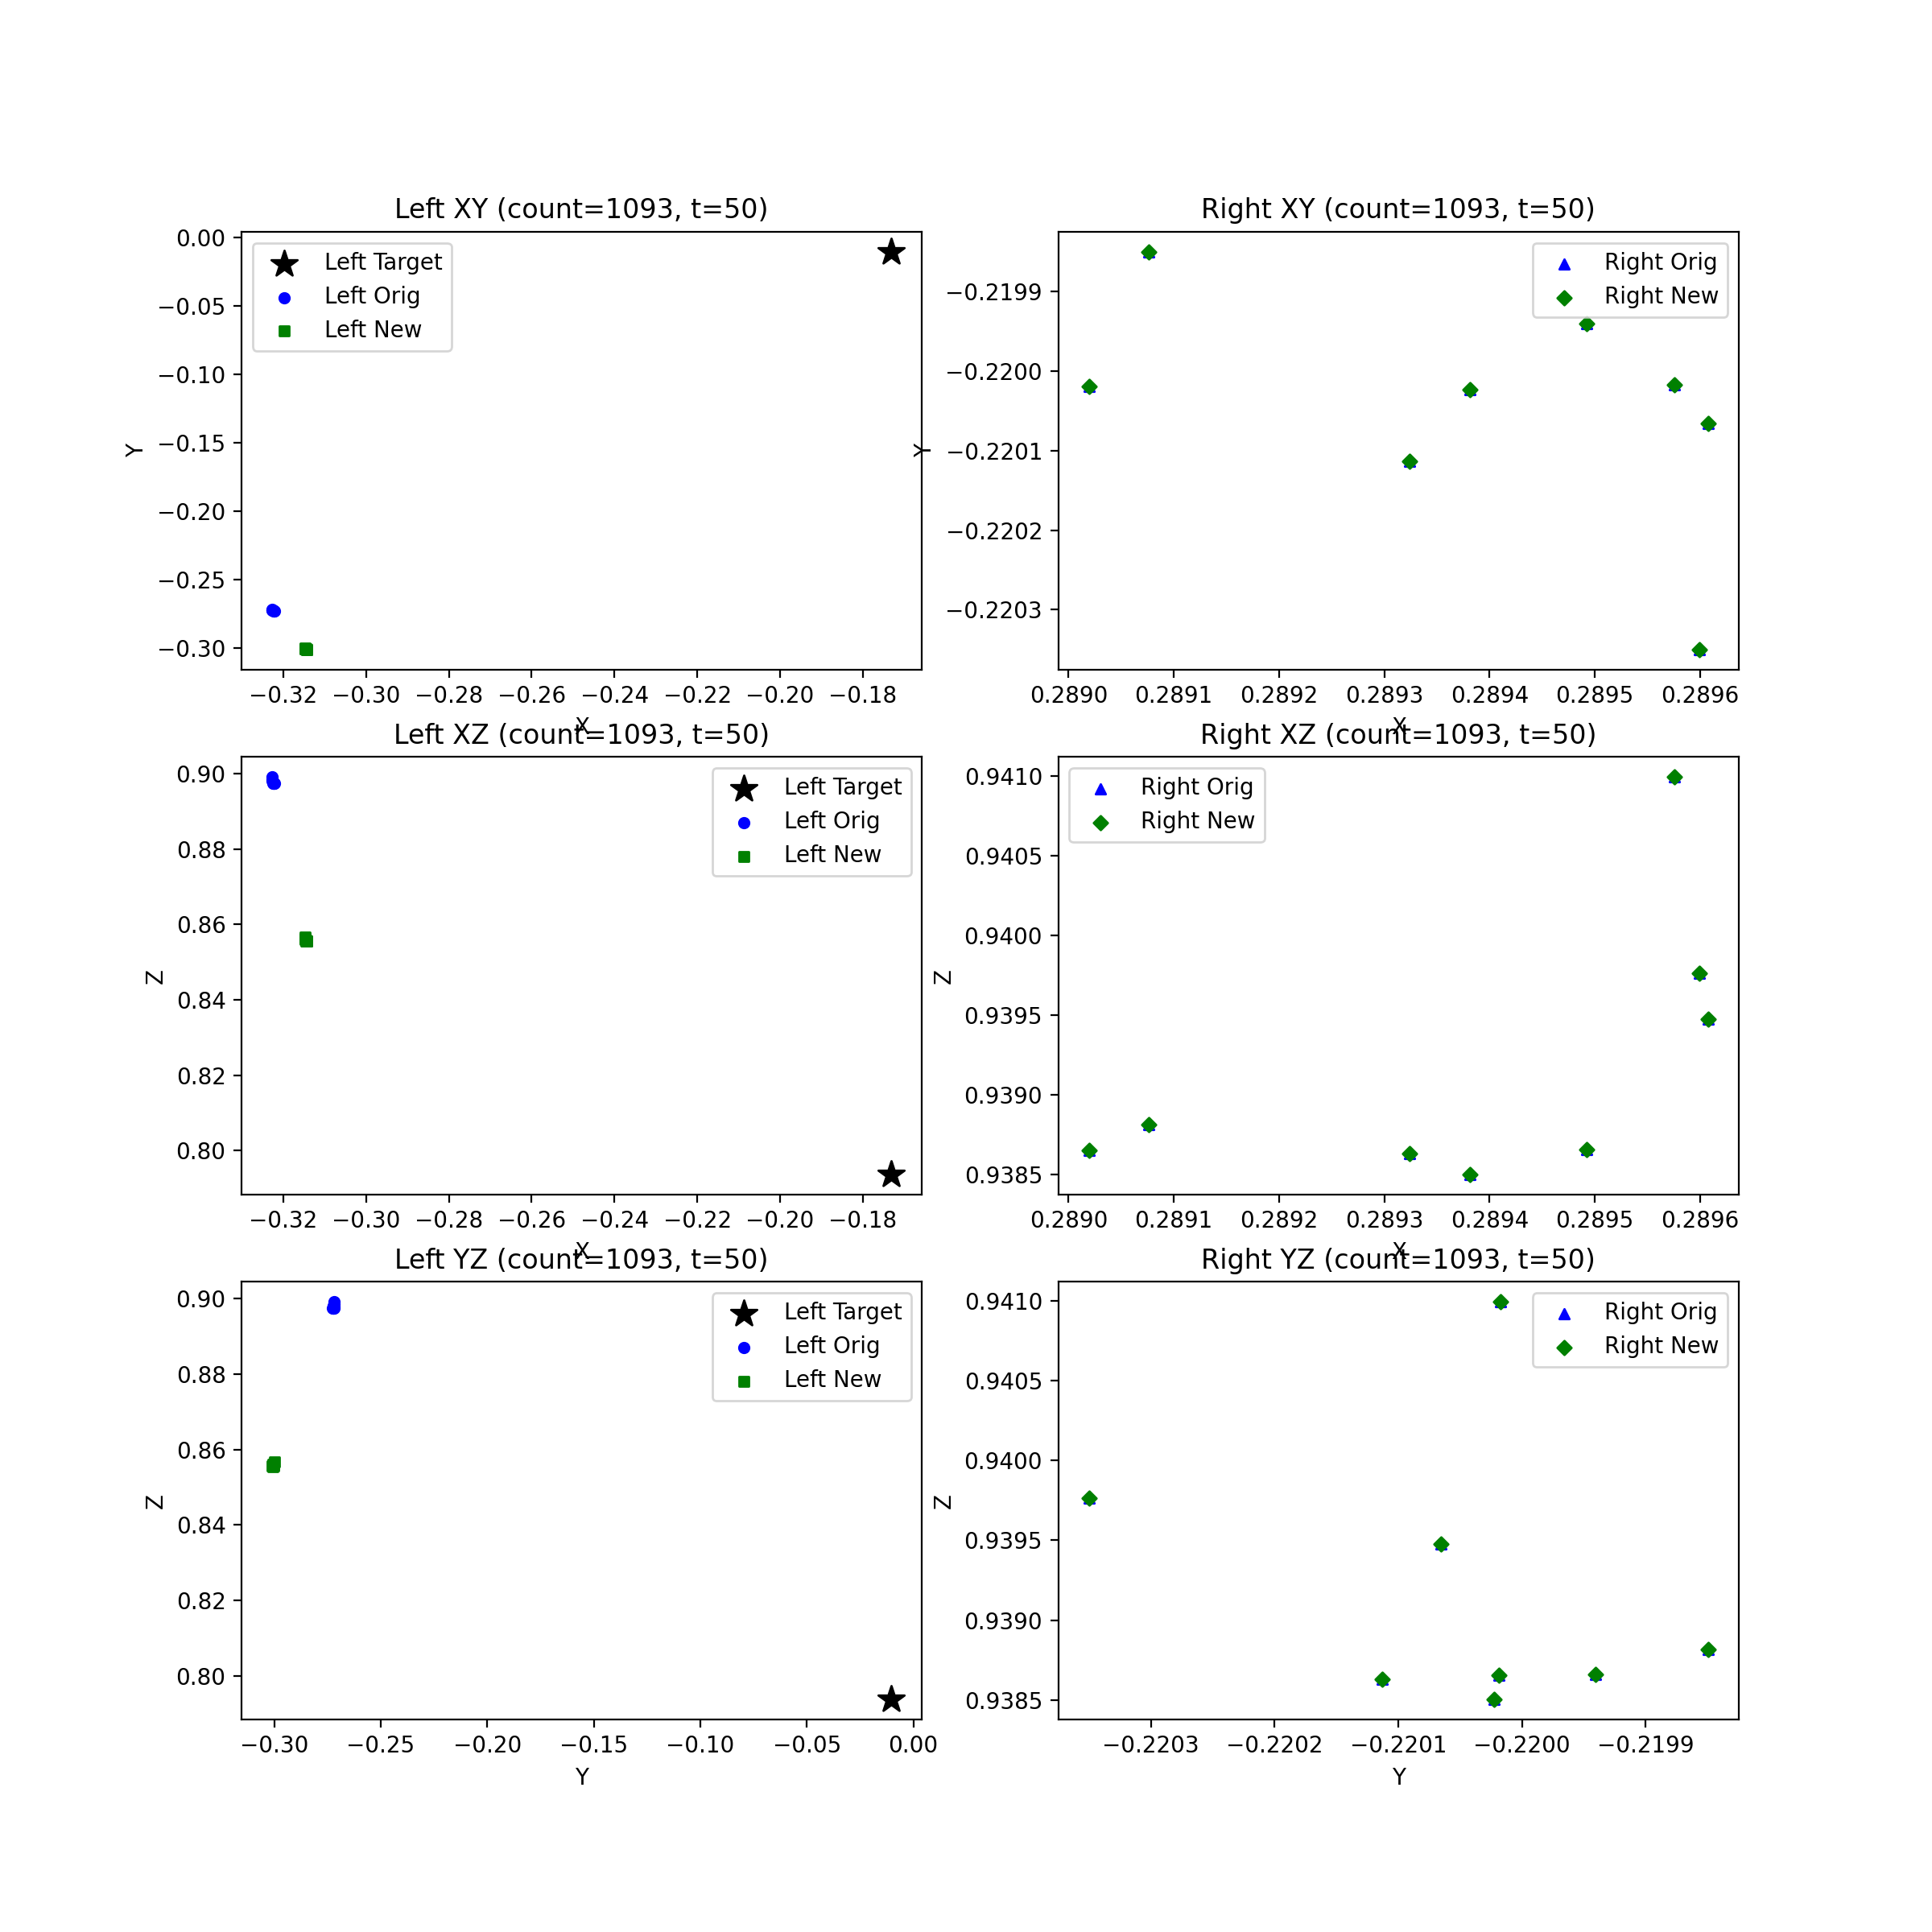 Left XY (count=1093, t=50)
0.00
−0.05
−0.10
−0.15
−0.20
−0.25
−0.30
Y
Left Target
Left Orig
Left New
−0.32 −0.30 −0.28 −0.26 −0.24 −0.22 −0.20 −0.18
X
Right XY (count=1093, t=50)
−0.2199
−0.2200
−0.2201
−0.2202
−0.2203
Y
Right Orig
Right New
0.2890 0.2891 0.2892 0.2893 0.2894 0.2895 0.2896
X
Left XZ (count=1093, t=50)
0.90
0.88
0.86
0.84
0.82
0.80
Z
Left Target
Left Orig
Left New
−0.32 −0.30 −0.28 −0.26 −0.24 −0.22 −0.20 −0.18
X
Right XZ (count=1093, t=50)
0.9410
0.9405
0.9400
0.9395
0.9390
0.9385
Z
Right Orig
Right New
0.2890 0.2891 0.2892 0.2893 0.2894 0.2895 0.2896
X
Left YZ (count=1093, t=50)
0.90
0.88
0.86
0.84
0.82
0.80
Z
Left Target
Left Orig
Left New
−0.30 −0.25 −0.20 −0.15 −0.10 −0.05 0.00
Y
Right YZ (count=1093, t=50)
0.9410
0.9405
0.9400
0.9395
0.9390
0.9385
Z
Right Orig
Right New
−0.2203 −0.2202 −0.2201 −0.2200 −0.2199
Y